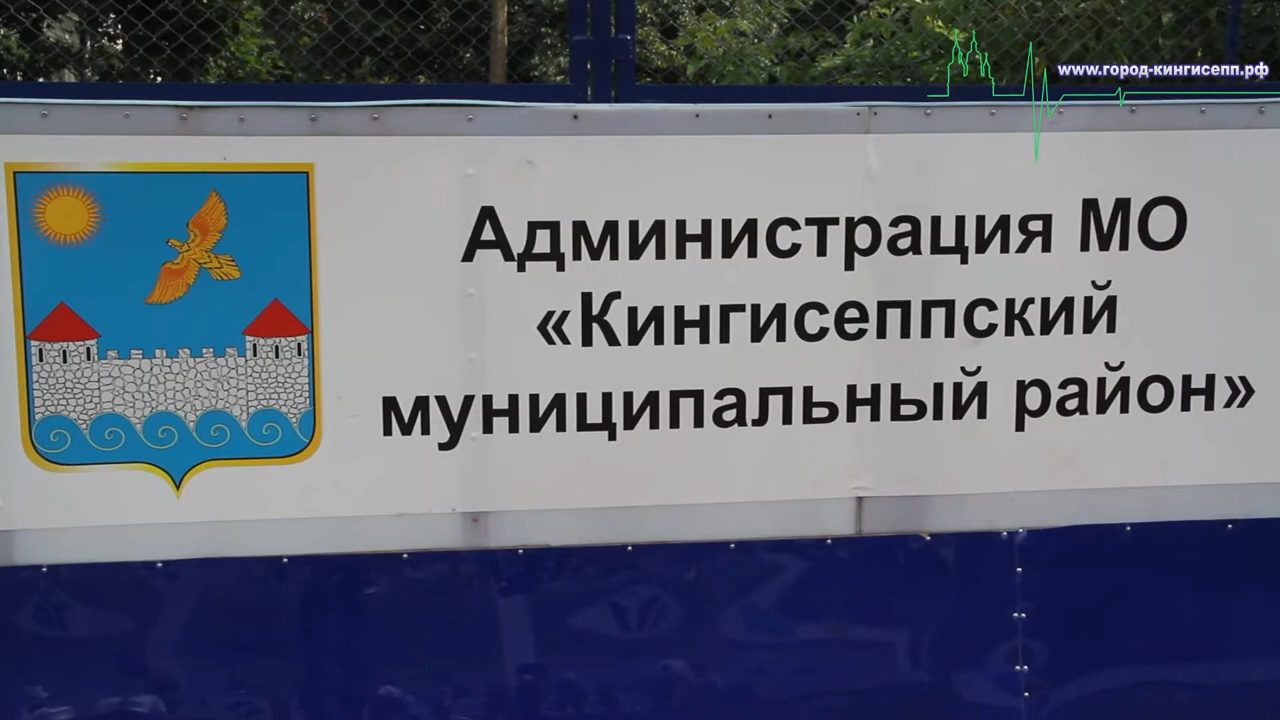 www.город-кингисепп.рф
Администрация МО
«Кингисеппский
муниципальный район»